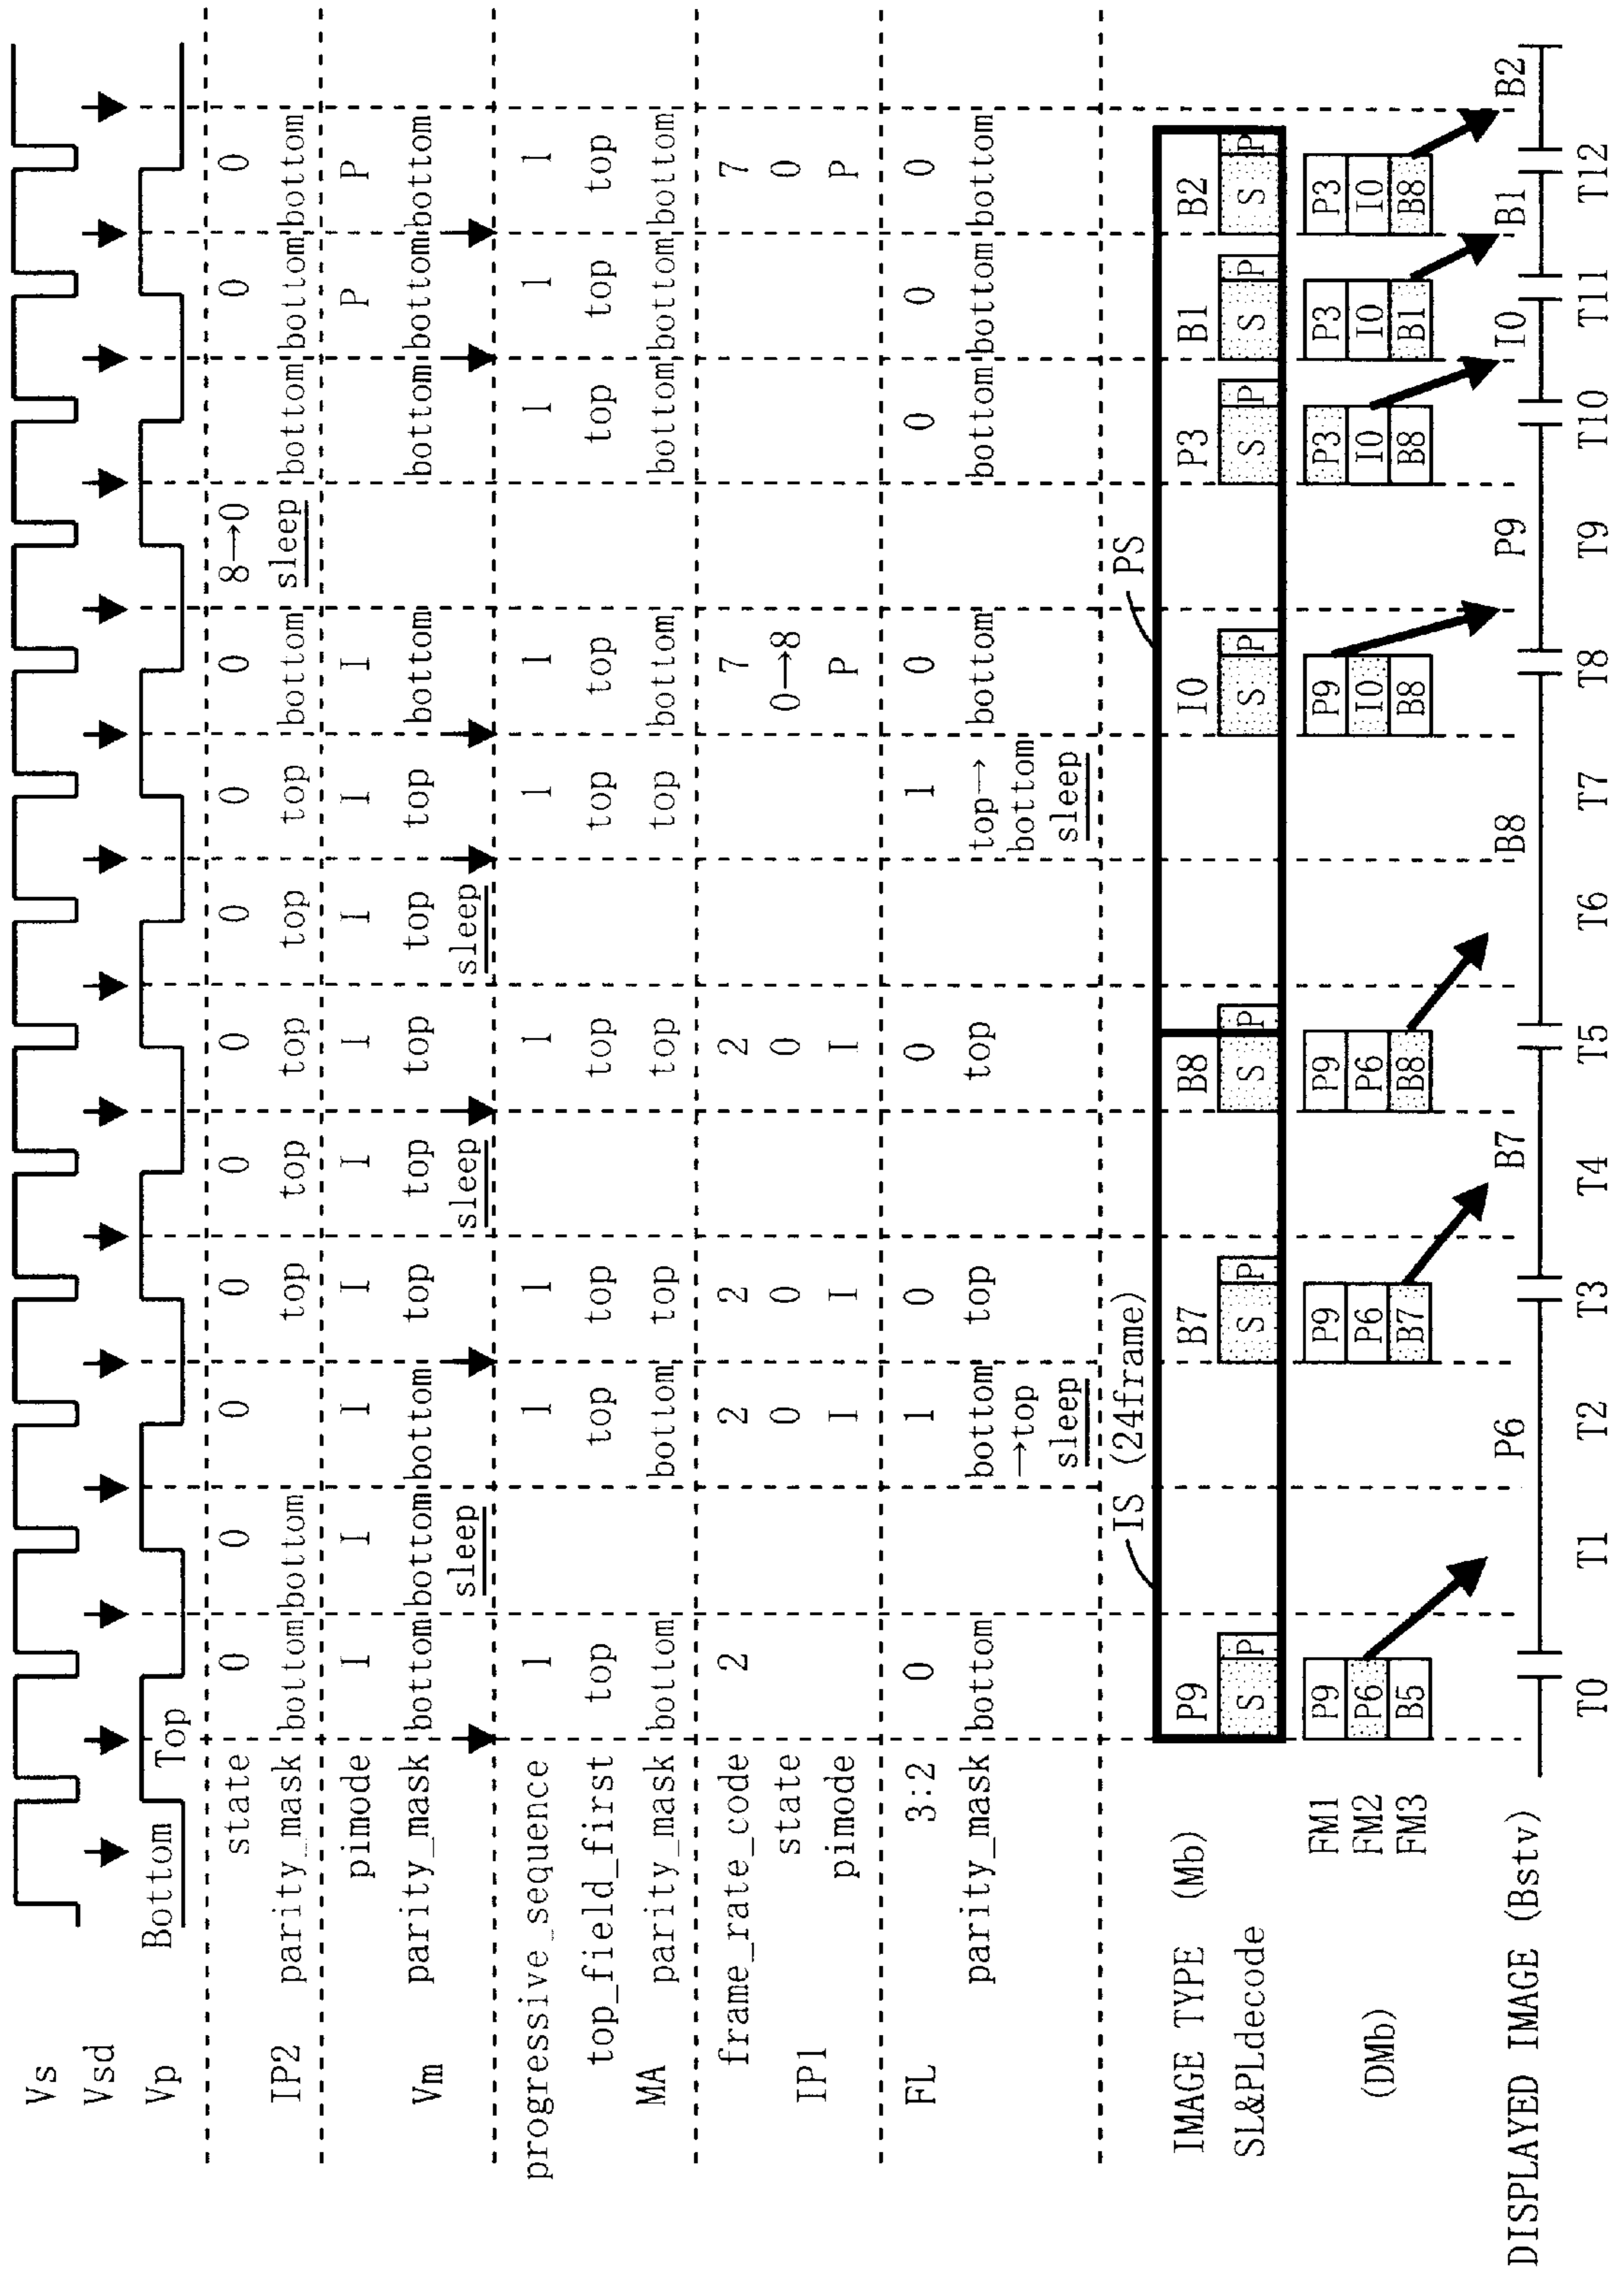 Vs
Vsd
Vp Bottom Top
IP2 state 0 0 0 0 0 0 0 0 0 8→0 0 0
parity_mask bottom bottom top top top top top bottom sleep bottom bottom bottom
Vm pimode I I I I I I I I I P P
parity_mask bottom bottom bottom top top top top top bottom bottom bottom bottom
sleep sleep sleep
progressive_sequence 1 1 1 1 1 1 1 1 1
top_field_first top top top top top top top top top
MA parity_mask bottom bottom top top top bottom bottom bottom bottom
frame_rate_code 2 2 2 2 7 7
IP1 state 0 0 0 0→8 0
pimode I I I P P
FL 3:2 0 1 0 0 1 0 0 0 0
parity_mask bottom bottom→top top top top→bottom bottom bottom bottom bottom
sleep sleep
IS (24frame) PS
IMAGE TYPE (Mb) P9 B7 B8 I0 P3 B1 B2
SL&PLdecode S P S P S P S P S P S P S P
FM1 P9 P9 P9 P9 P3 P3 P3
(DMb) FM2 P6 P6 P6 I0 I0 I0 I0
FM3 B5 B7 B8 B8 B8 B1 B8
DISPLAYED IMAGE (Bstv) P6 B7 B8 P9 I0 B1 B2
T0 T1 T2 T3 T4 T5 T6 T7 T8 T9 T10 T11 T12